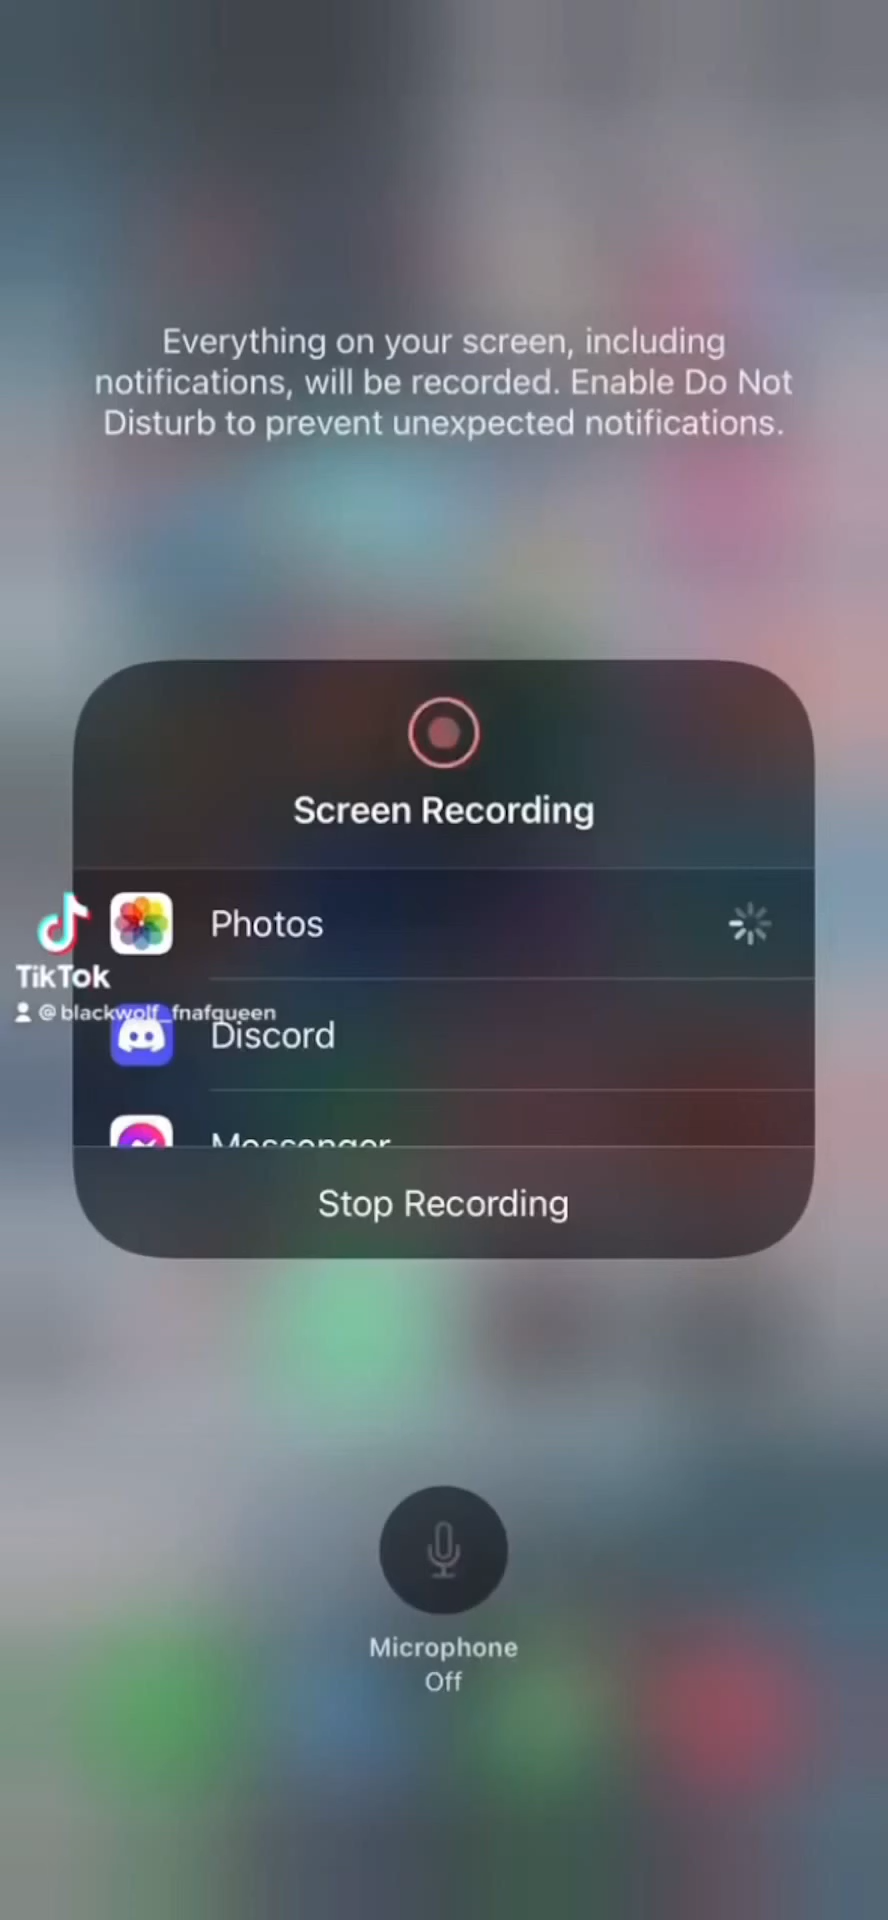 Everything on your screen, including
notifications, will be recorded. Enable Do Not
Disturb to prevent unexpected notifications.
Screen Recording
Photos
TikTok
@blackwolf_fnafqueen
Discord
Messenger
Stop Recording
Microphone
Off